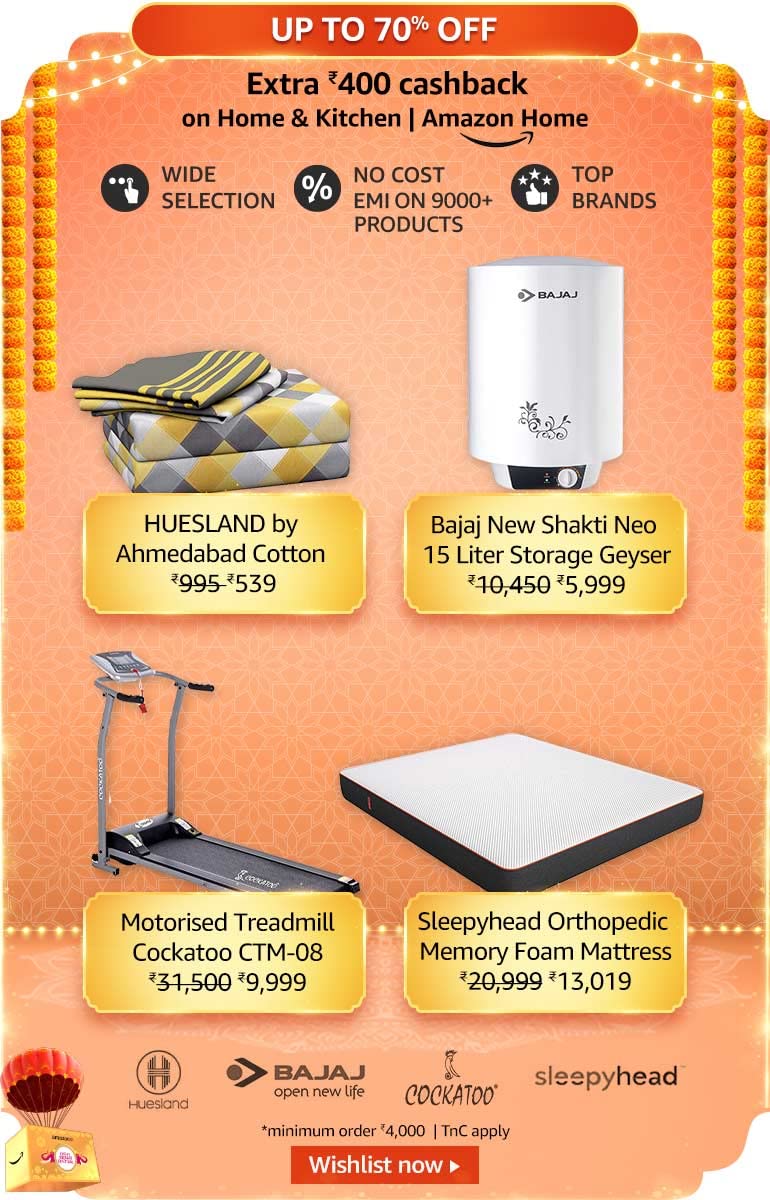 UP TO 70% OFF
Extra ₹400 cashback
on Home & Kitchen | Amazon Home
WIDE
SELECTION
NO COST
EMI ON 9000+
PRODUCTS
TOP
BRANDS
BAJAJ
HUESLAND by
Ahmedabad Cotton
₹995 ₹539
Bajaj New Shakti Neo
15 Liter Storage Geyser
₹10,450 ₹5,999
COCKATOO
COCKATOO
Motorised Treadmill
Cockatoo CTM-08
₹31,500 ₹9,999
Sleepyhead Orthopedic
Memory Foam Mattress
₹20,999 ₹13,019
Huesland
BAJAJ
open new life
COCKATOO®
sleepyhead™
*minimum order ₹4,000 | TnC apply
Wishlist now